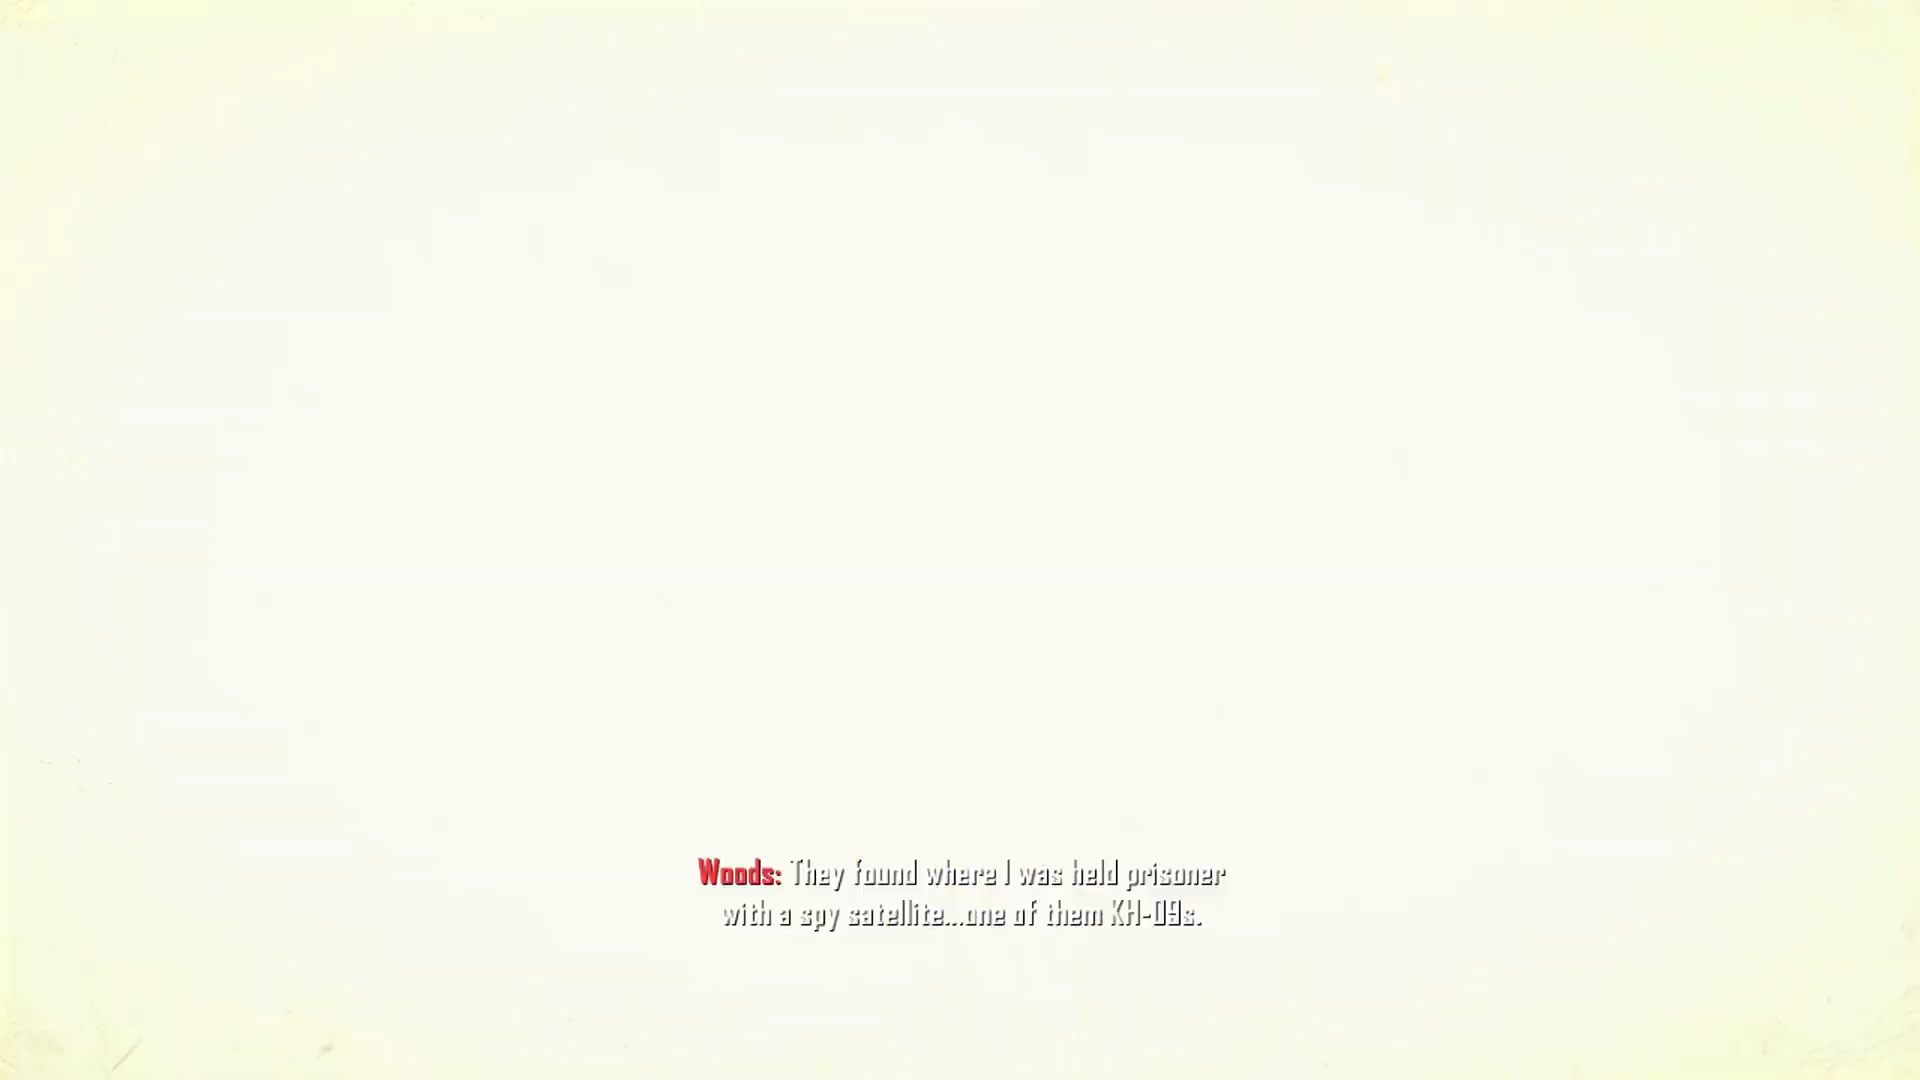 Woods: They found where I was held prisoner
with a spy satellite...one of them KH-09s.